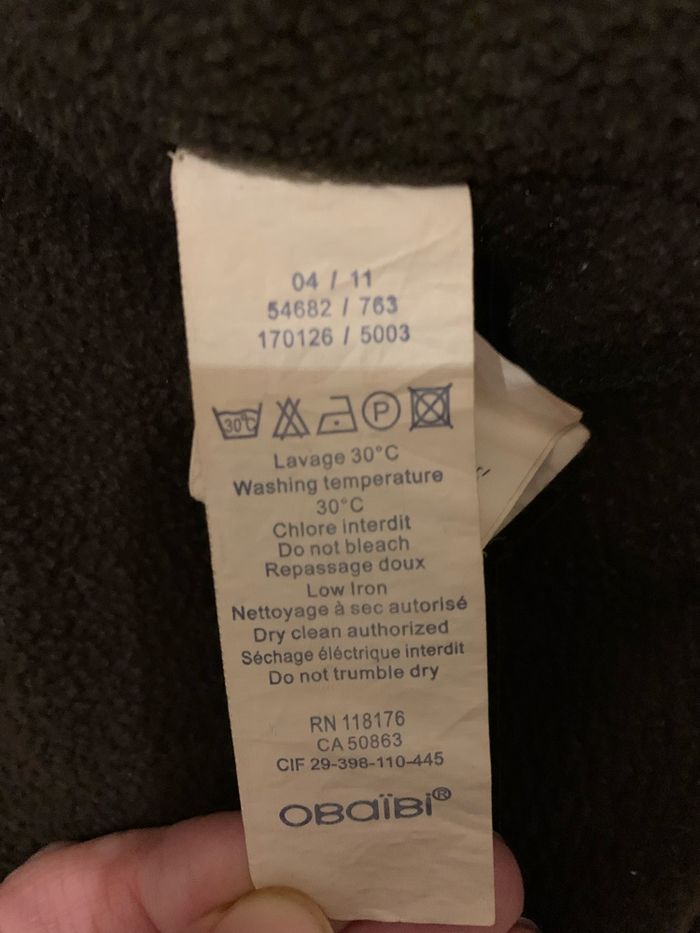 04 / 11
54682 / 763
170126 / 5003
30°C P
Lavage 30°C
Washing temperature
30°C
Chlore interdit
Do not bleach
Repassage doux
Low Iron
Nettoyage à sec autorisé
Dry clean authorized
Séchage éléctrique interdit
Do not trumble dry
RN 118176
CA 50863
CIF 29-398-110-445
OBaïBi®